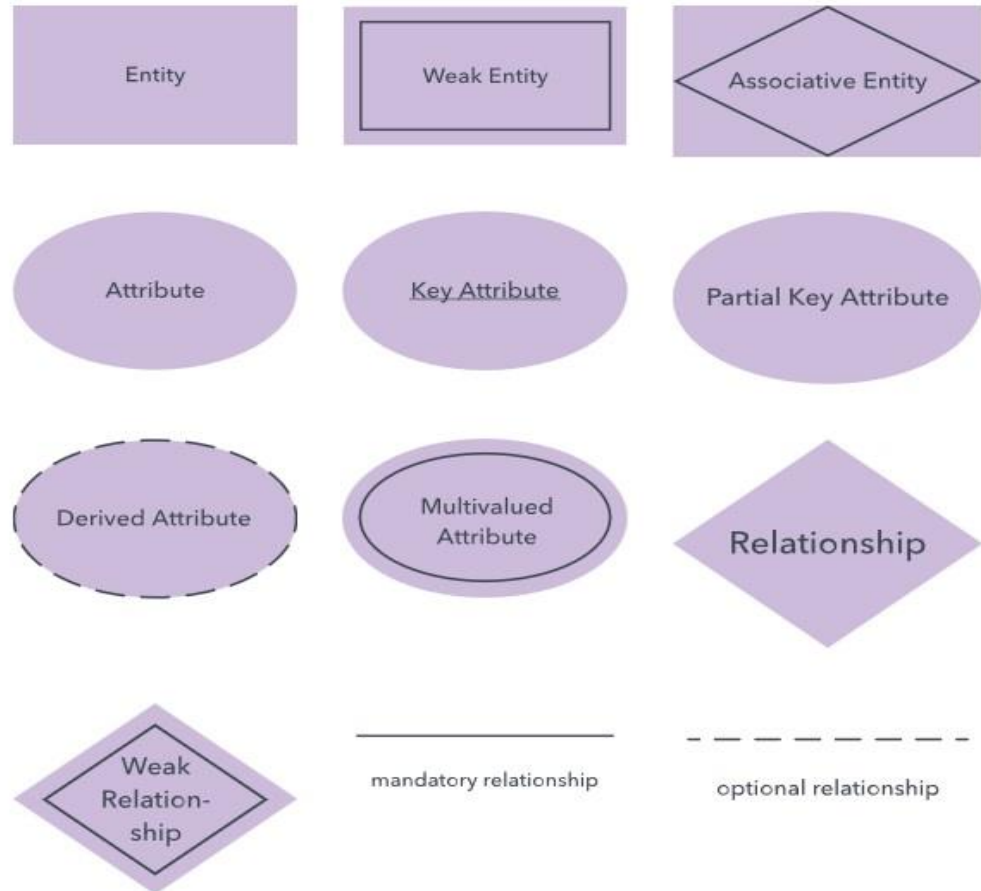 Entity
Weak Entity
Associative Entity
Attribute
Key Attribute
Partial Key Attribute
Derived Attribute
Multivalued
Attribute
Relationship
Weak
Relation-
ship
mandatory relationship
optional relationship